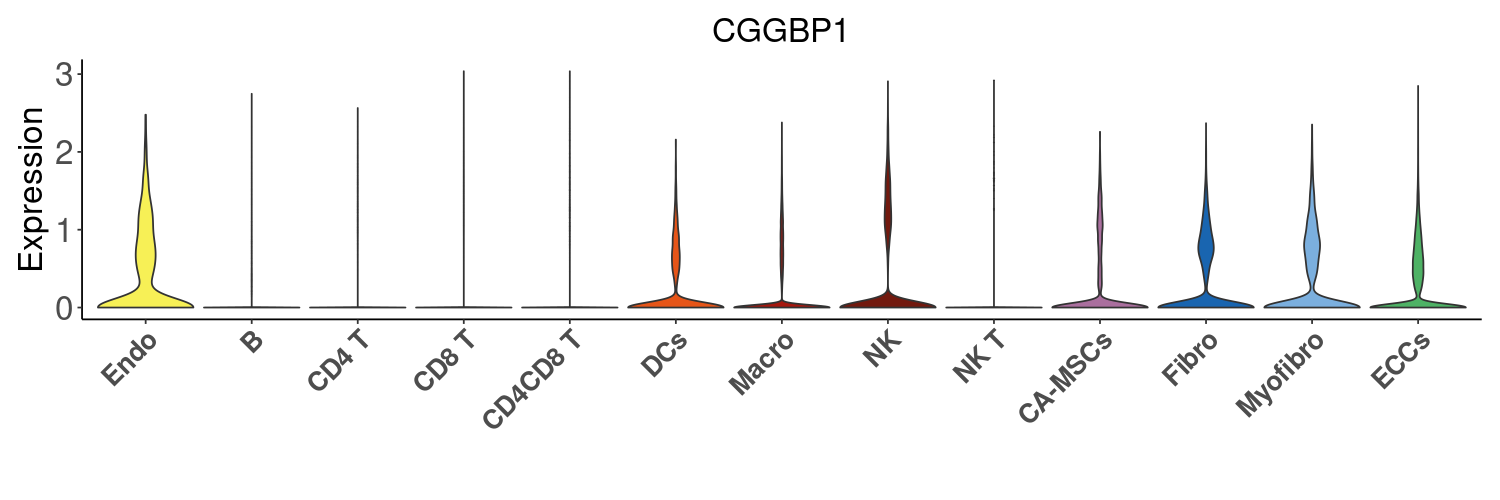 CGGBP1
Expression
3
2
1
0
Endo
B
CD4 T
CD8 T
CD4CD8 T
DCs
Macro
NK
NK T
CA-MSCs
Fibro
Myofibro
ECCs